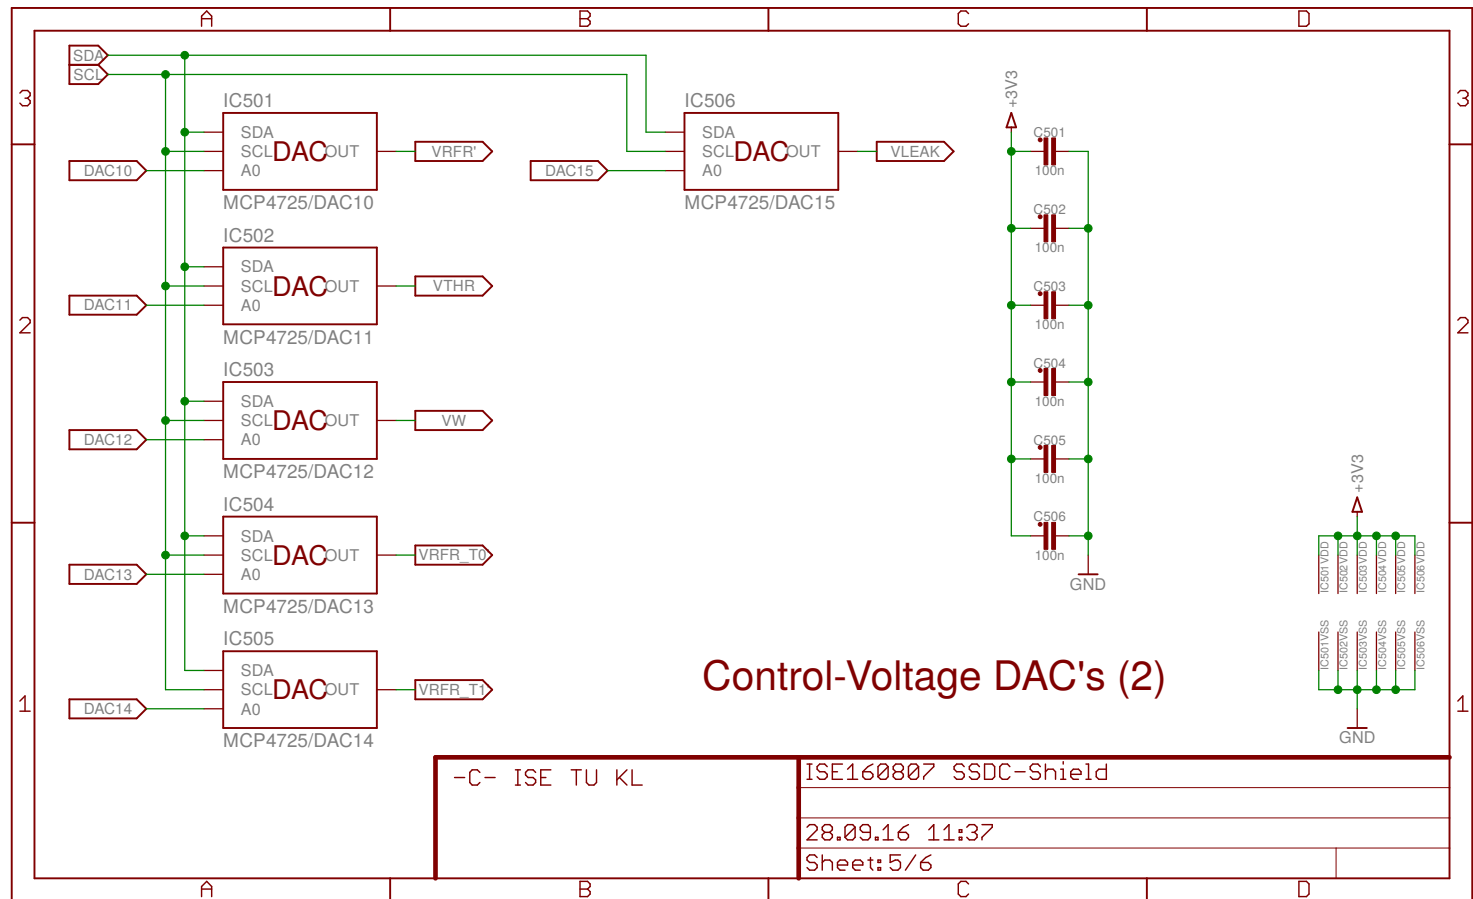 A B C D
SDA
SCL
3 3
IC501
SDA
SCL DAC OUT
A0
DAC10
VRFR'
MCP4725/DAC10
IC506
SDA
SCL DAC OUT
A0
DAC15
VLEAK
MCP4725/DAC15
IC502
SDA
SCL DAC OUT
A0
DAC11
VTHR
MCP4725/DAC11
2 2
IC503
SDA
SCL DAC OUT
A0
DAC12
VW
MCP4725/DAC12
IC504
SDA
SCL DAC OUT
A0
DAC13
VRFR_T0
MCP4725/DAC13
IC505
SDA
SCL DAC OUT
A0
DAC14
VRFR_T1
MCP4725/DAC14
1 1
+3V3
C501
100n
C502
100n
C503
100n
C504
100n
C505
100n
C506
100n
GND
+3V3
IC501VDD
IC502VDD
IC503VDD
IC504VDD
IC505VDD
IC506VDD
IC501VSS
IC502VSS
IC503VSS
IC504VSS
IC505VSS
IC506VSS
GND
Control-Voltage DAC's (2)
-C- ISE TU KL
ISE160807 SSDC-Shield
28.09.16 11:37
Sheet: 5/6
A B C D